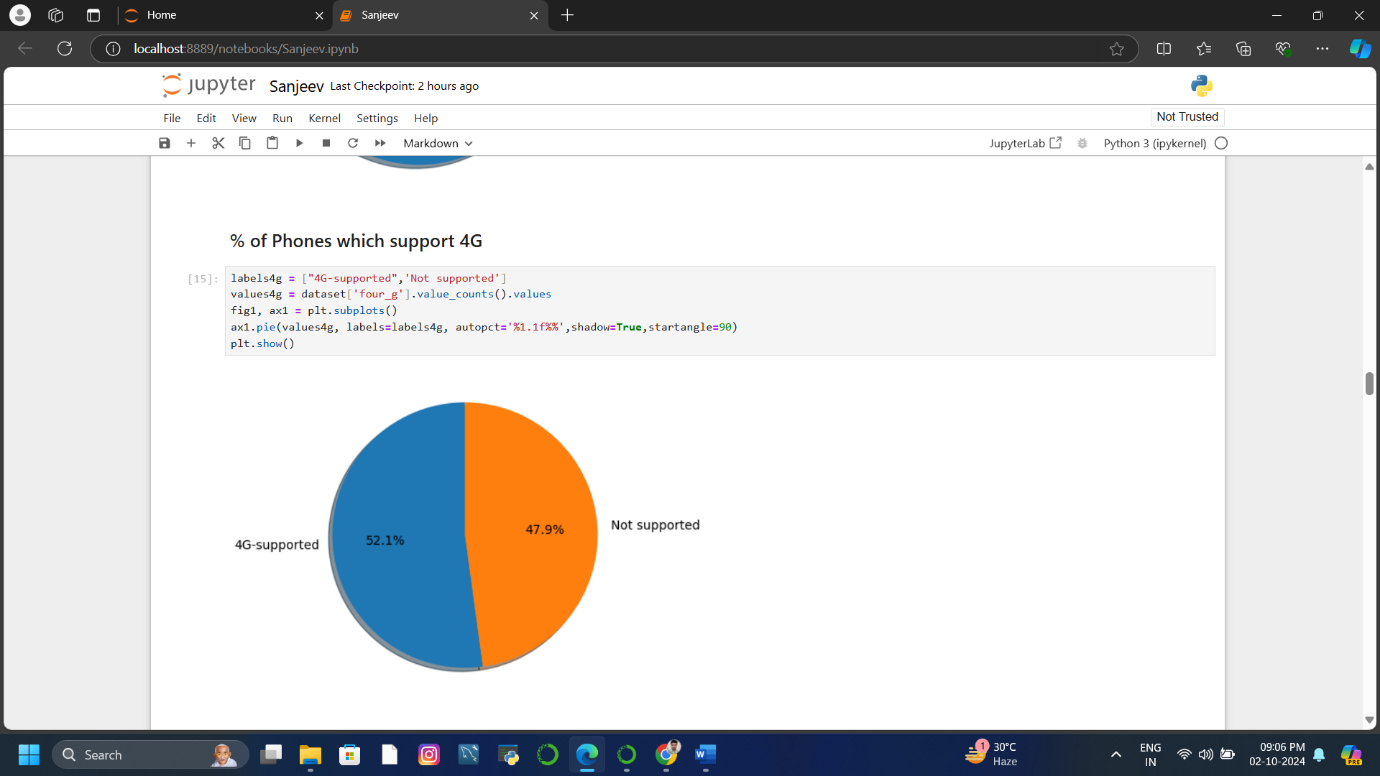 Home
Sanjeev
localhost:8889/notebooks/Sanjeev.ipynb
jupyter Sanjeev Last Checkpoint: 2 hours ago
File Edit View Run Kernel Settings Help Not Trusted
Markdown JupyterLab Python 3 (ipykernel)
% of Phones which support 4G
[15]: labels4g = ["4G-supported",'Not supported']
values4g = dataset['four_g'].value_counts().values
fig1, ax1 = plt.subplots()
ax1.pie(values4g, labels=labels4g, autopct='%1.1f%%',shadow=True,startangle=90)
plt.show()
47.9% Not supported
4G-supported 52.1%
Search
1 30°C
Haze
ENG
IN
09:06 PM
02-10-2024
PRE